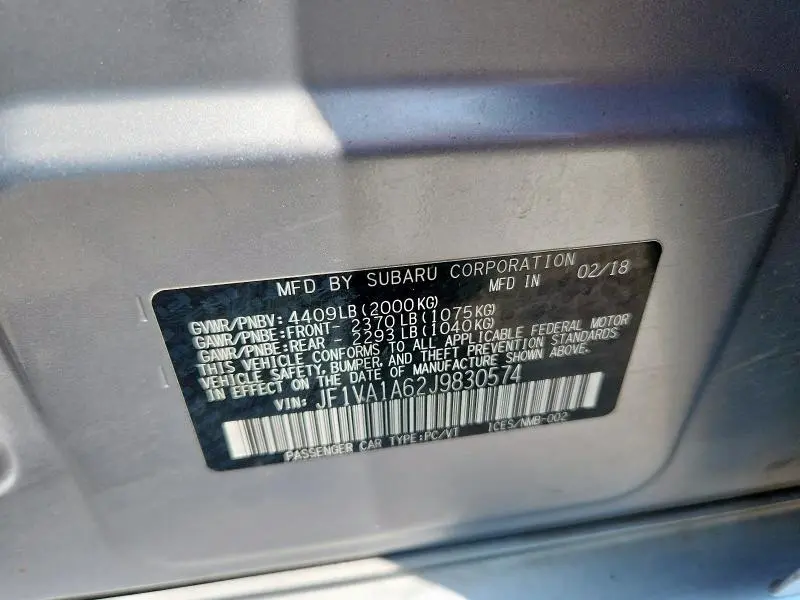 MFD BY SUBARU CORPORATION
MFD IN 02/18
GVWR/PNBV: 4409LB(2000KG)
GAWR/PNBE:FRONT- 2370LB(1075KG)
GAWR/PNBE:REAR - 2293LB(1040KG)
THIS VEHICLE CONFORMS TO ALL APPLICABLE FEDERAL MOTOR
VEHICLE SAFETY, BUMPER, AND THEFT PREVENTION STANDARDS
IN EFFECT ON THE DATE OF MANUFACTURE SHOWN ABOVE.
VIN: JF1VA1A62J9830574
PASSENGER CAR TYPE:PC/VT ICES/NMB-002